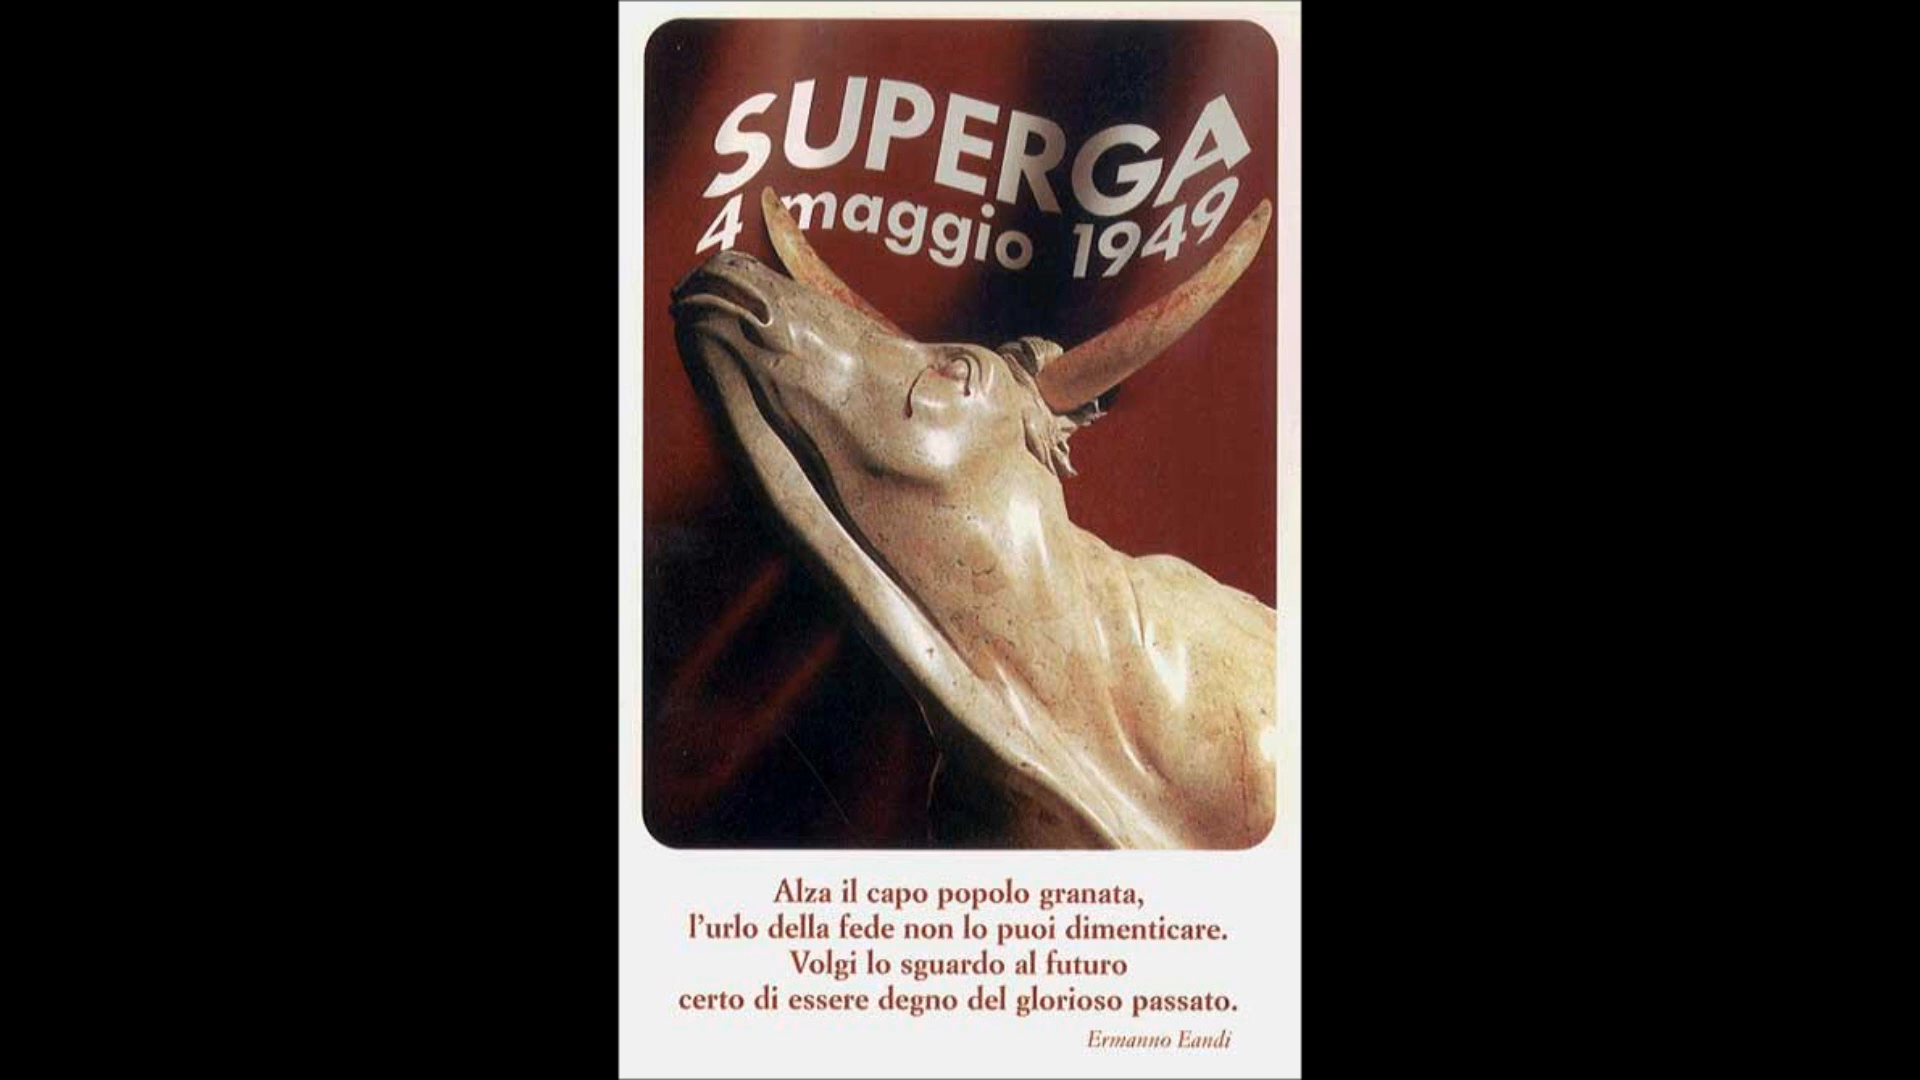 SUPERGA
4 maggio 1949
Alza il capo popolo granata,
l'urlo della fede non lo puoi dimenticare.
Volgi lo sguardo al futuro
certo di essere degno del glorioso passato.
Ermanno Eandi